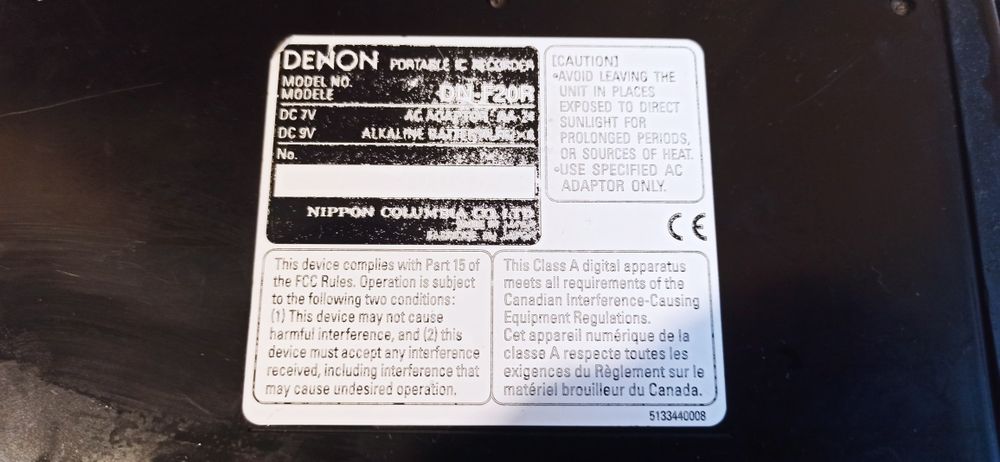 DENON PORTABLE IC RECORDER
MODEL NO.
MODELE DN-F20R
DC 7V AC ADAPTOR
DC 9V ALKALINE
No.
NIPPON COLUMBIA CO., LTD.
[CAUTION]
•AVOID LEAVING THE
UNIT IN PLACES
EXPOSED TO DIRECT
SUNLIGHT FOR
PROLONGED PERIODS,
OR SOURCES OF HEAT.
•USE SPECIFIED AC
ADAPTOR ONLY.
CE
This device complies with Part 15 of
the FCC Rules. Operation is subject
to the following two conditions:
(1) This device may not cause
harmful interference, and (2) this
device must accept any interference
received, including interference that
may cause undesired operation.
This Class A digital apparatus
meets all requirements of the
Canadian Interference-Causing
Equipment Regulations.
Cet appareil numérique de la
classe A respecte toutes les
exigences du Règlement sur le
matériel brouilleur du Canada.
5133440008